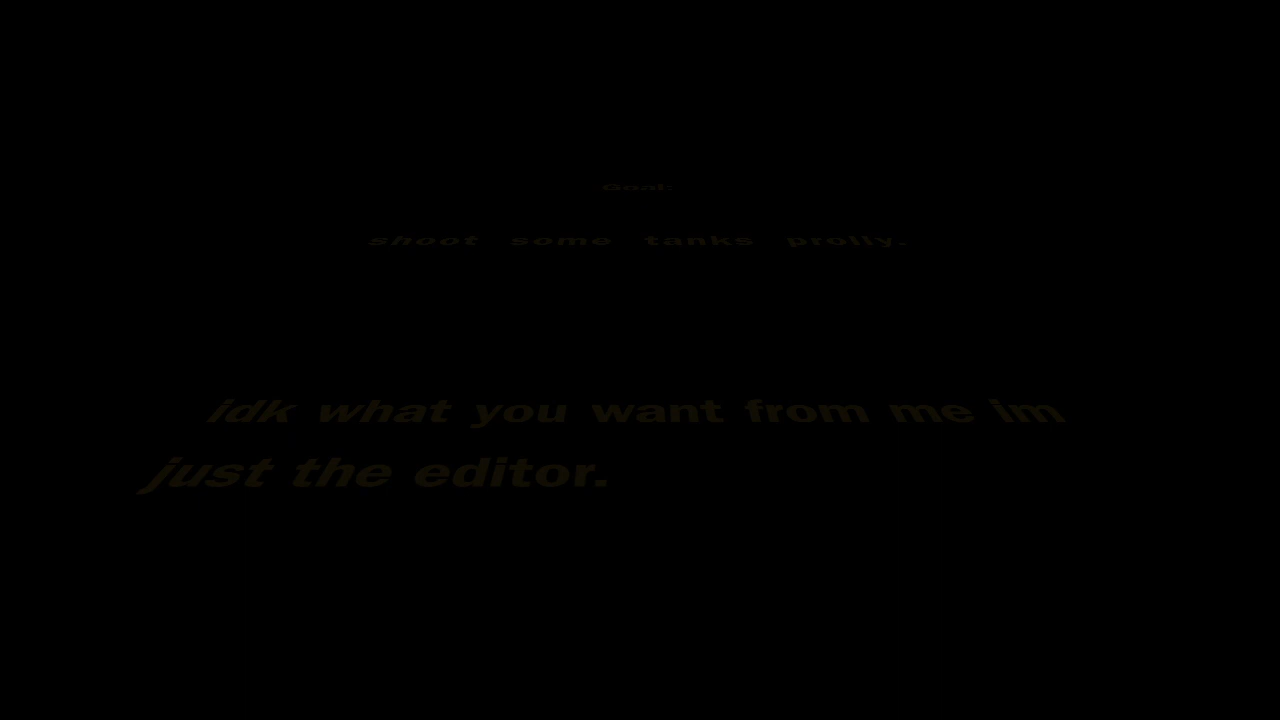 Goal:
shoot some tanks prolly.
idk what you want from me im
just the editor.